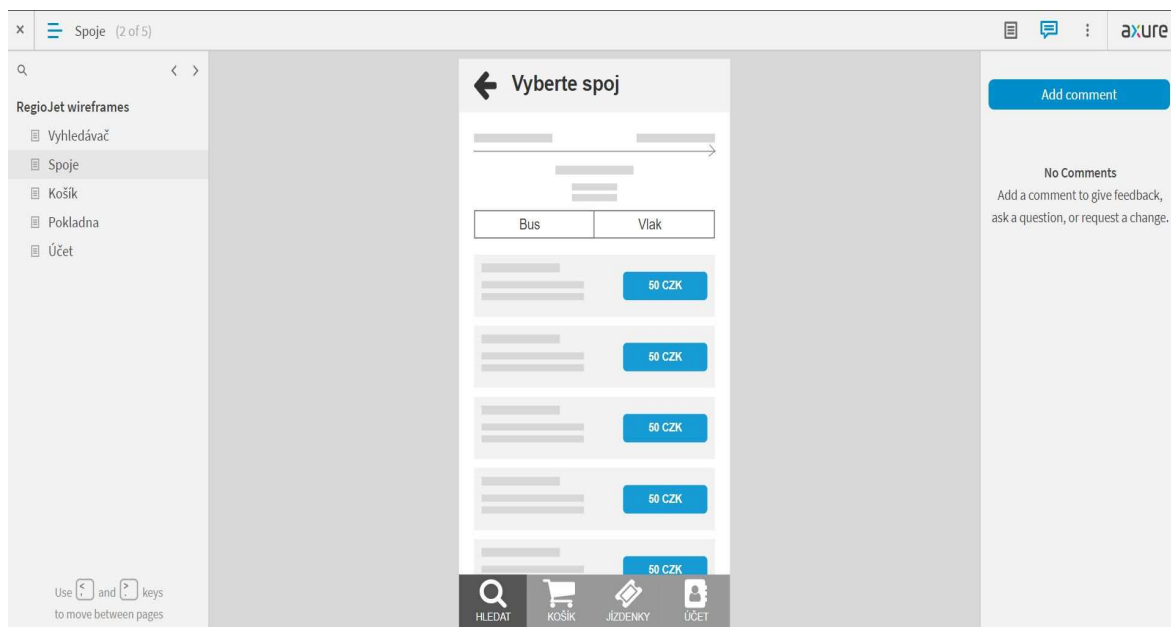 Spoje (2 of 5)
axure
RegioJet wireframes
Vyhledávač
Spoje
Košík
Pokladna
Účet
Use < , and > . keys
to move between pages
Vyberte spoj
Bus Vlak
50 CZK
50 CZK
50 CZK
50 CZK
50 CZK
HLEDAT KOŠÍK JÍZDENKY ÚČET
Add comment
No Comments
Add a comment to give feedback,
ask a question, or request a change.